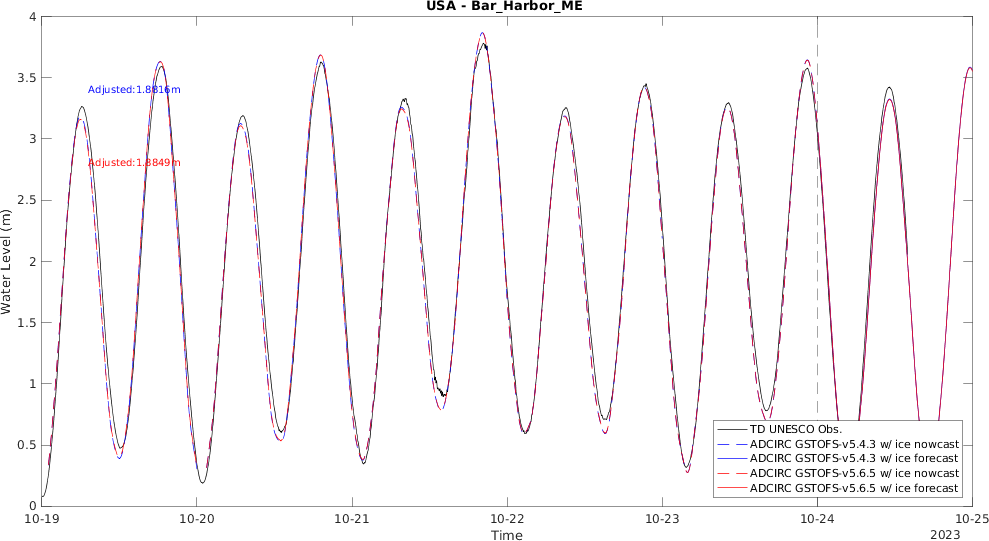 USA - Bar_Harbor_ME
4
3.5
3
2.5
2
1.5
1
0.5
0
Water Level (m)
Adjusted:1.8816m
Adjusted:1.8849m
TD UNESCO Obs.
ADCIRC GSTOFS-v5.4.3 w/ ice nowcast
ADCIRC GSTOFS-v5.4.3 w/ ice forecast
ADCIRC GSTOFS-v5.6.5 w/ ice nowcast
ADCIRC GSTOFS-v5.6.5 w/ ice forecast
10-19 10-20 10-21 10-22 10-23 10-24 10-25
Time
2023